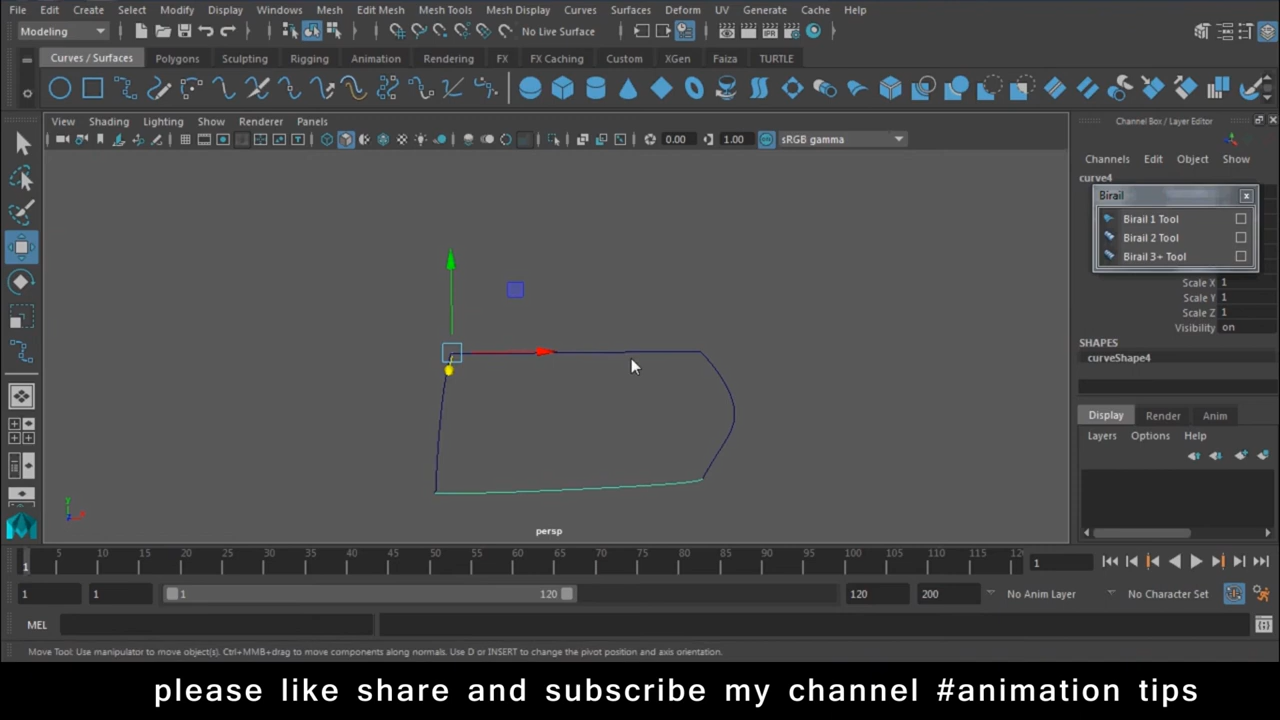 File Edit Create Select Modify Display Windows Mesh Edit Mesh Mesh Tools Mesh Display Curves Surfaces Deform UV Generate Cache Help
Modeling No Live Surface
Curves / Surfaces Polygons Sculpting Rigging Animation Rendering FX FX Caching Custom XGen Faiza TURTLE
View Shading Lighting Show Renderer Panels
Channel Box / Layer Editor
0.00 1.00 sRGB gamma
Channels Edit Object Show
curve4
Birail x
Birail 1 Tool
Birail 2 Tool
Birail 3+ Tool
Scale X 1
Scale Y 1
Scale Z 1
Visibility on
SHAPES
curveShape4
Display Render Anim
Layers Options Help
y
persp
5 10 15 20 25 30 35 40 45 50 55 60 65 70 75 80 85 90 95 100 105 110 115
1 1
1 1 1 120 120 200 No Anim Layer No Character Set
MEL
Move Tool: Use manipulator to move object(s). Ctrl+MMB+drag to move components along normals. Use D or INSERT to change the pivot position and axis orientation.
please like share and subscribe my channel #animation tips